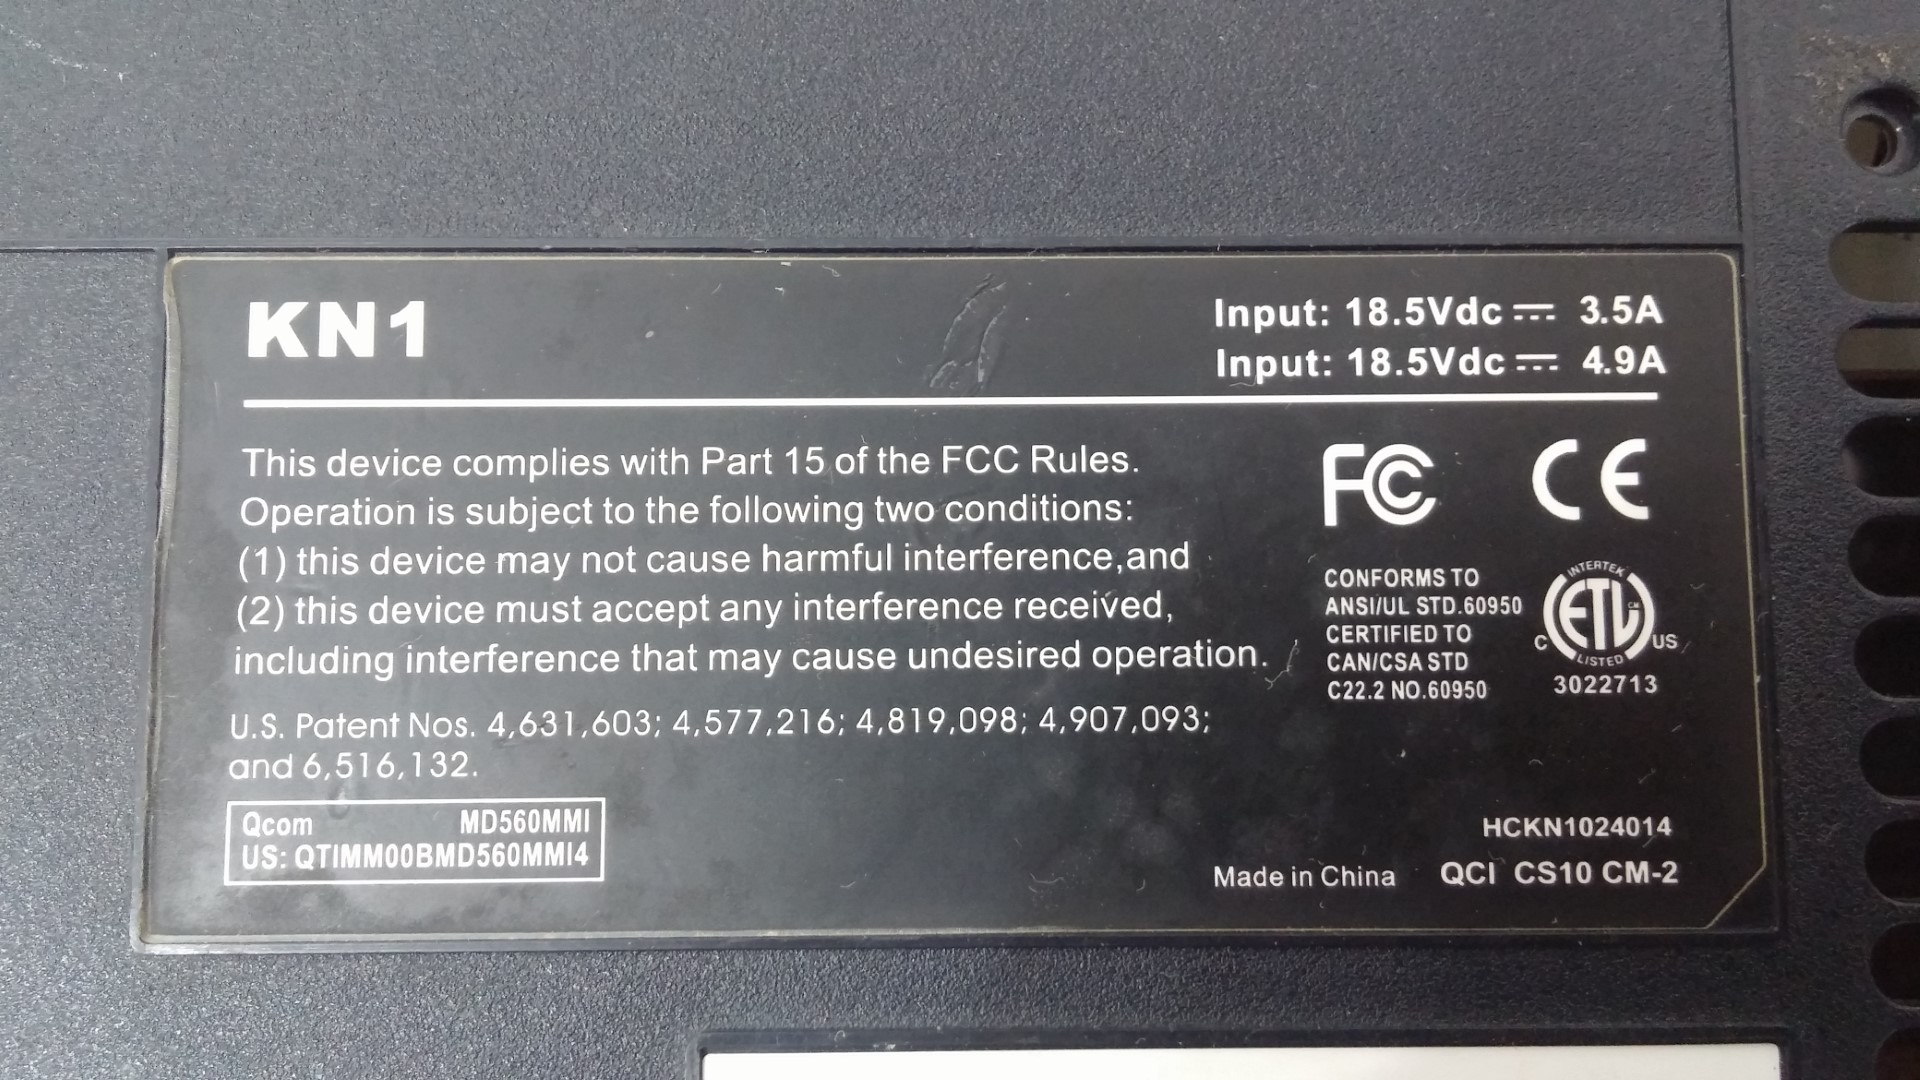 KN1
Input: 18.5Vdc ⎓ 3.5A
Input: 18.5Vdc ⎓ 4.9A
This device complies with Part 15 of the FCC Rules.
Operation is subject to the following two conditions:
(1) this device may not cause harmful interference,and
(2) this device must accept any interference received,
including interference that may cause undesired operation.
U.S. Patent Nos. 4,631,603; 4,577,216; 4,819,098; 4,907,093;
and 6,516,132.
Qcom MD560MMI
US: QTIMM00BMD560MMI4
FC CE
CONFORMS TO
ANSI/UL STD.60950
CERTIFIED TO
CAN/CSA STD
C22.2 NO.60950
INTERTEK
ETL CM
C US
LISTED
3022713
HCKN1024014
Made in China QCI CS10 CM-2